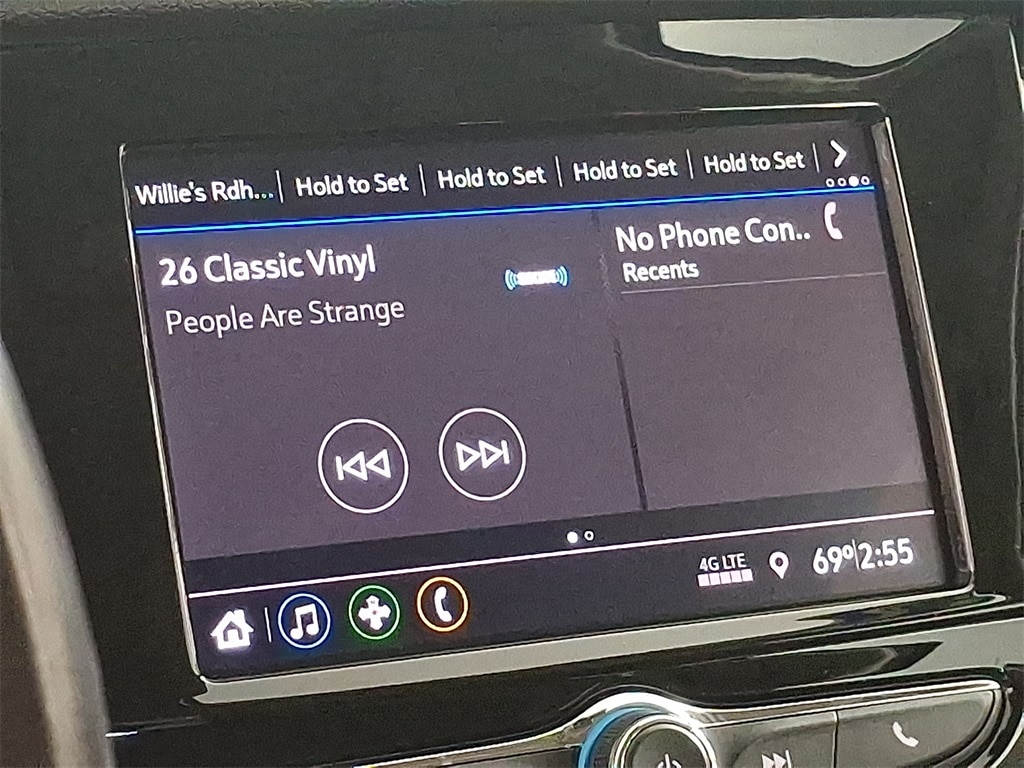 Willie's Rdh... Hold to Set Hold to Set Hold to Set Hold to Set
26 Classic Vinyl
People Are Strange
No Phone Con..
Recents
4G LTE
69° 2:55